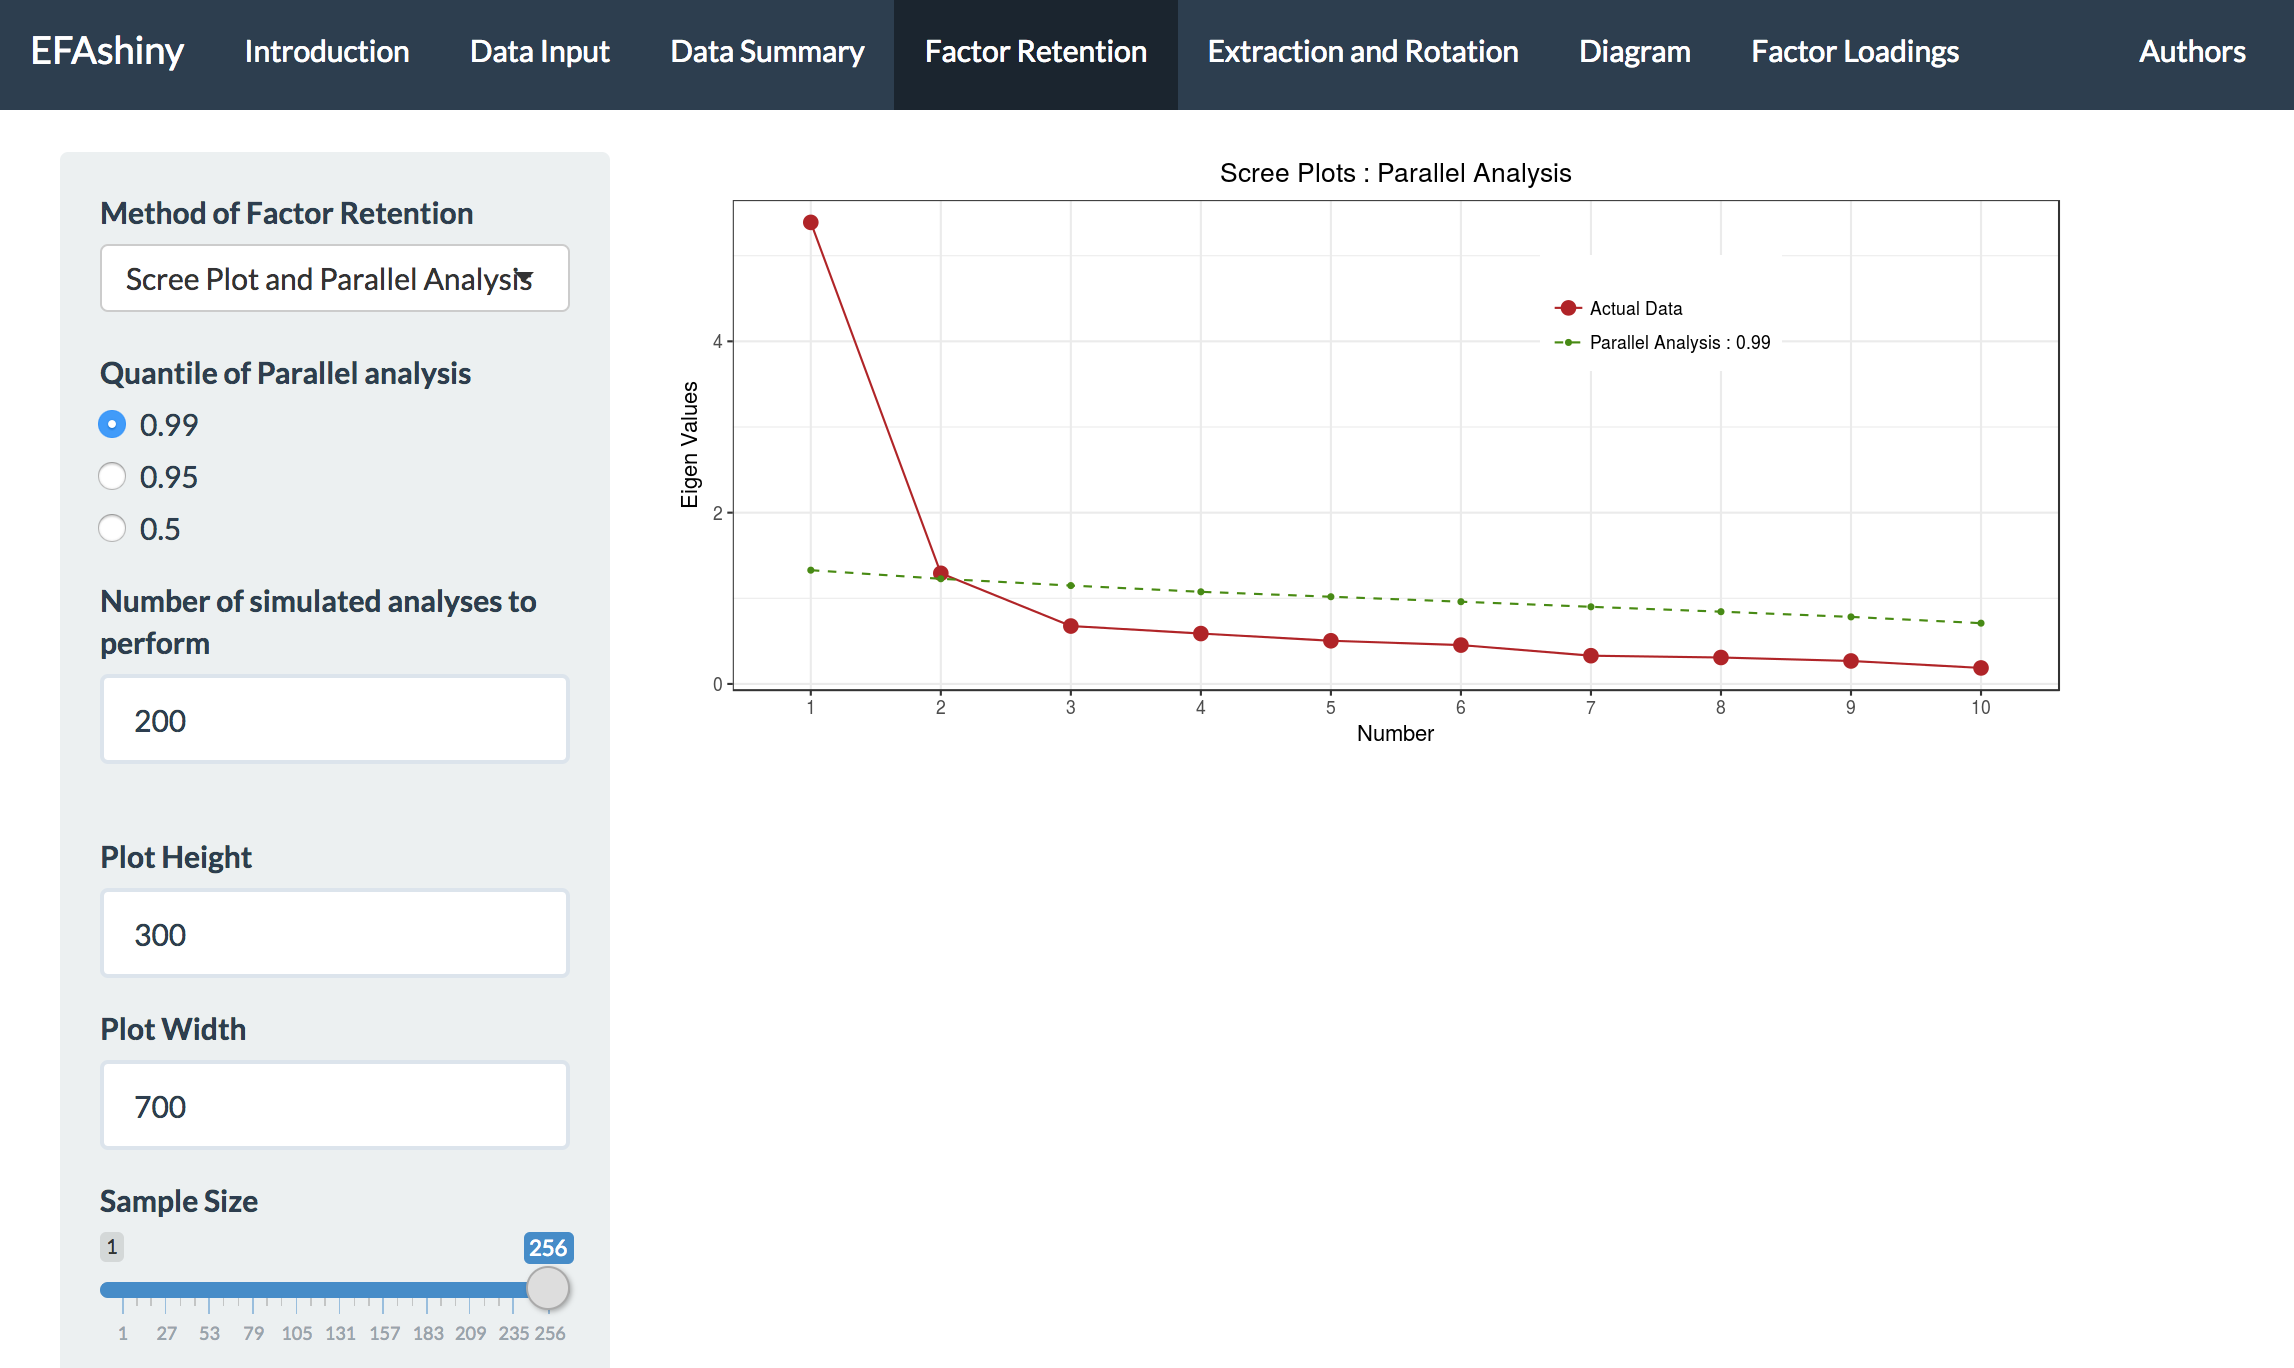 EFAshiny Introduction Data Input Data Summary Factor Retention Extraction and Rotation Diagram Factor Loadings Authors
Method of Factor Retention
Scree Plot and Parallel Analysis
Quantile of Parallel analysis
0.99
0.95
0.5
Number of simulated analyses to
perform
200
Plot Height
300
Plot Width
700
Sample Size
1
256
1 27 53 79 105 131 157 183 209 235 256
Scree Plots : Parallel Analysis
Actual Data
Parallel Analysis : 0.99
Eigen Values
4
2
0
1 2 3 4 5 6 7 8 9 10
Number